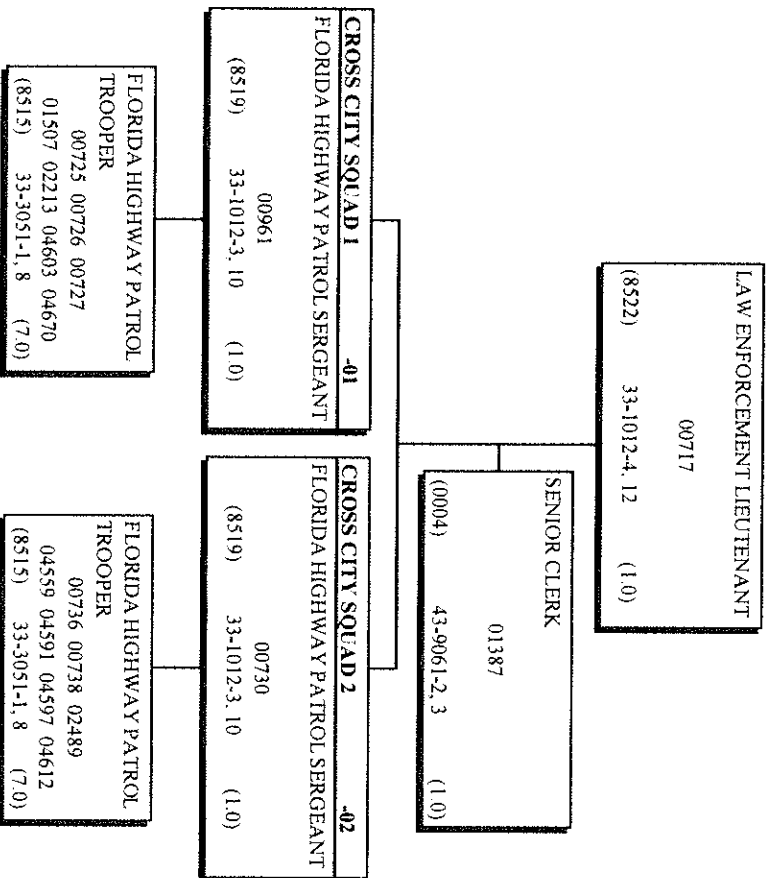 LAW ENFORCEMENT LIEUTENANT
00717
(8522) 33-1012-4, 12 (1.0)
SENIOR CLERK
01387
(0004) 43-9061-2, 3 (1.0)
CROSS CITY SQUAD 1 -01
FLORIDA HIGHWAY PATROL SERGEANT
00961
(8519) 33-1012-3, 10 (1.0)
FLORIDA HIGHWAY PATROL
TROOPER
00725 00726 00727
01507 02213 04603 04670
(8515) 33-3051-1, 8 (7.0)
CROSS CITY SQUAD 2 -02
FLORIDA HIGHWAY PATROL SERGEANT
00730
(8519) 33-1012-3, 10 (1.0)
FLORIDA HIGHWAY PATROL
TROOPER
00736 00738 02489
04559 04591 04597 04612
(8515) 33-3051-1, 8 (7.0)